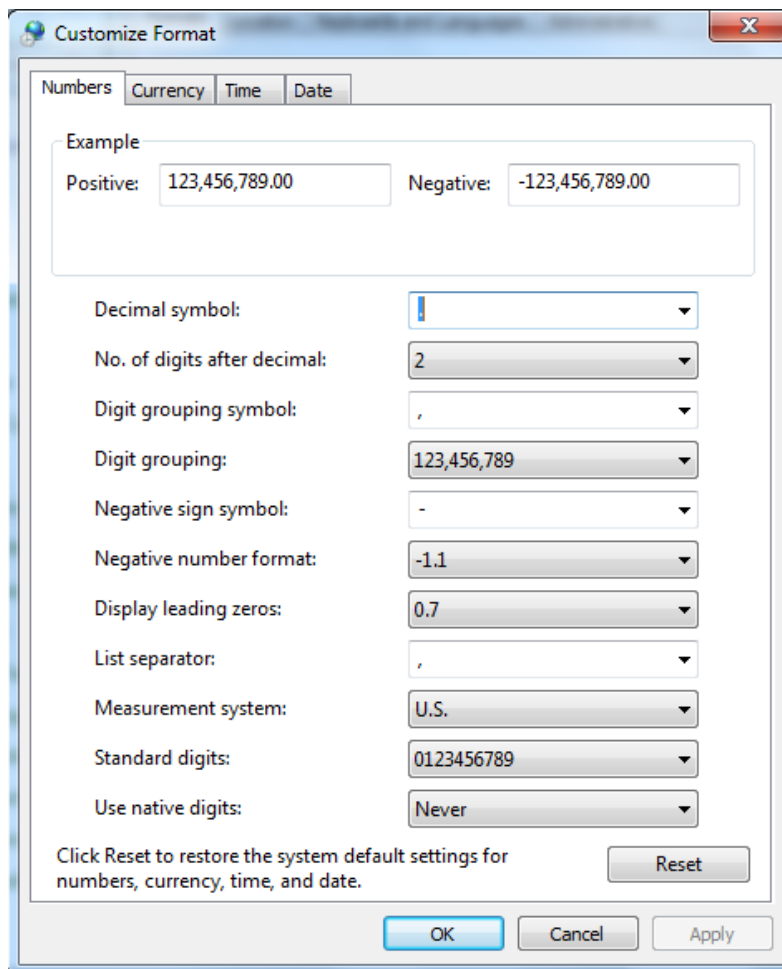 Customize Format
Numbers Currency Time Date
Example
Positive: 123,456,789.00 Negative: -123,456,789.00
Decimal symbol: .
No. of digits after decimal: 2
Digit grouping symbol: ,
Digit grouping: 123,456,789
Negative sign symbol: -
Negative number format: -1.1
Display leading zeros: 0.7
List separator: ,
Measurement system: U.S.
Standard digits: 0123456789
Use native digits: Never
Click Reset to restore the system default settings for
numbers, currency, time, and date.
Reset
OK Cancel Apply